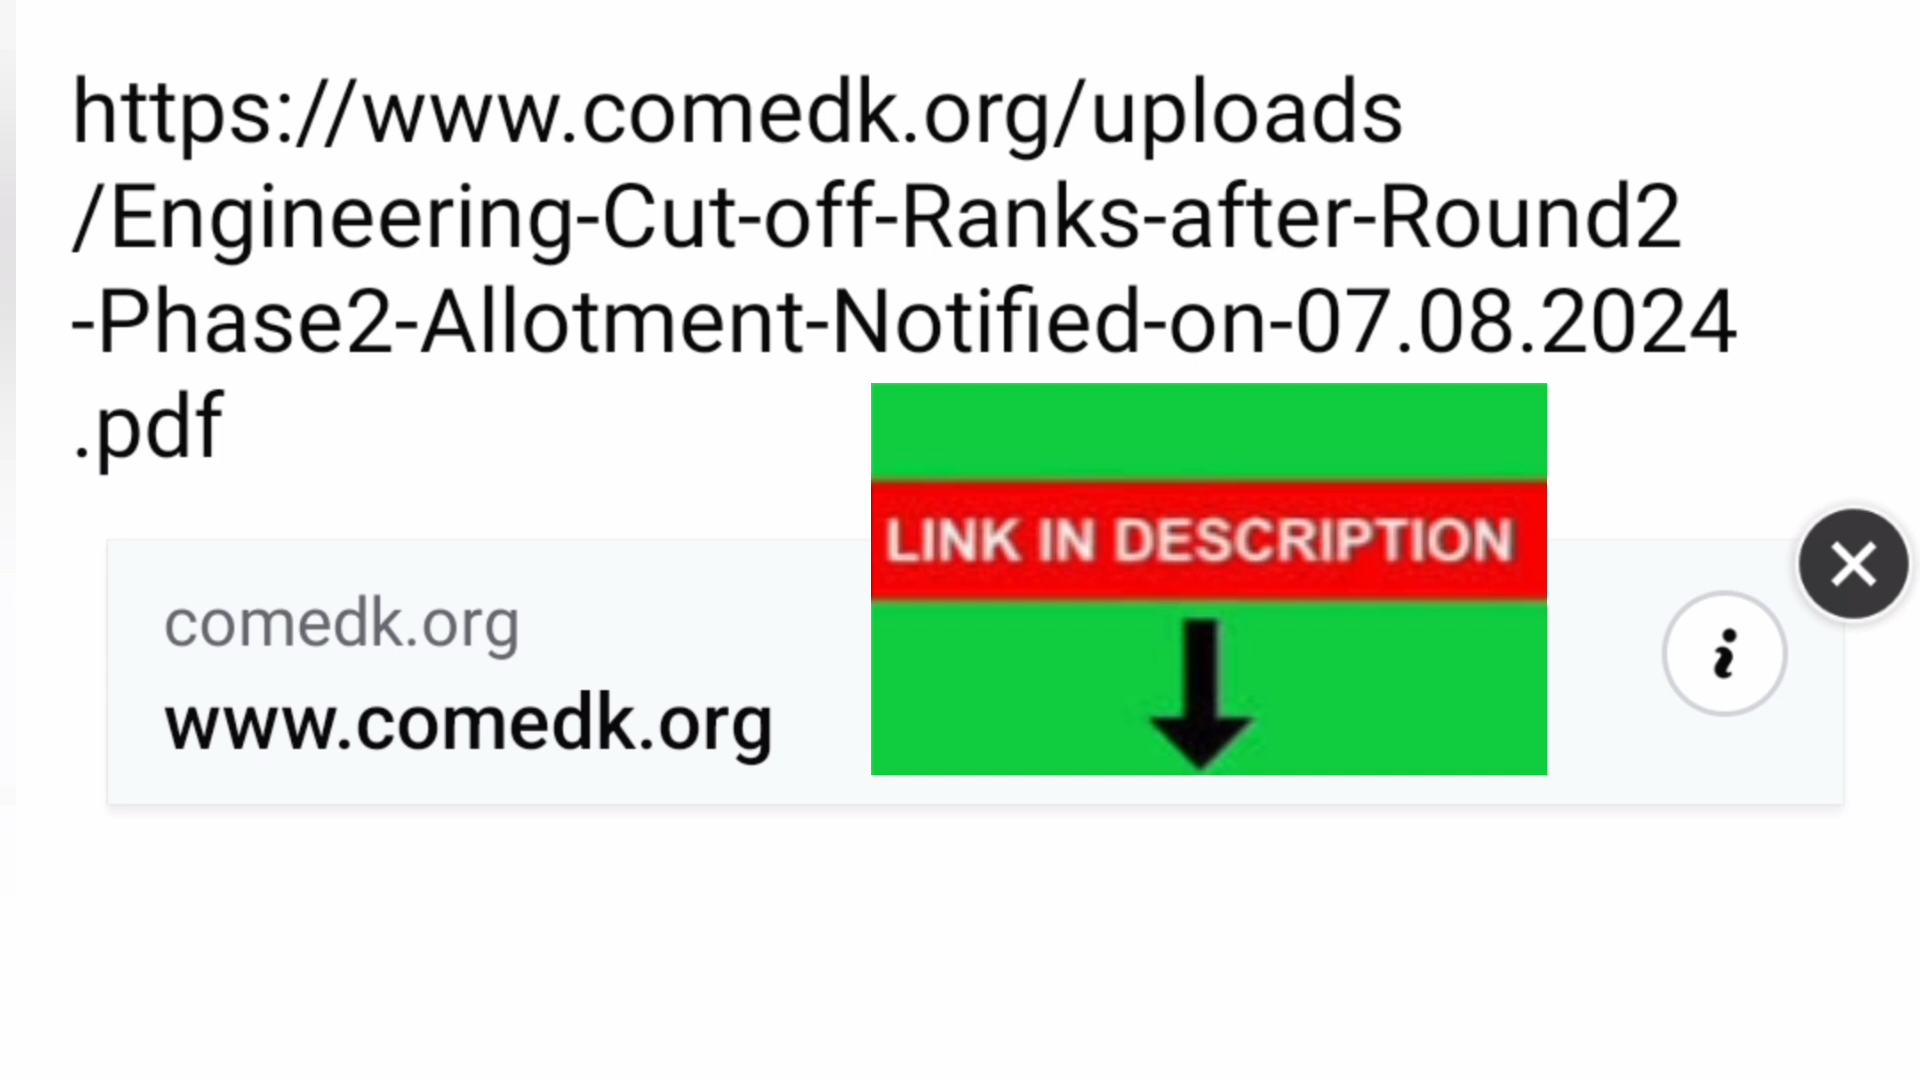 https://www.comedk.org/uploads
/Engineering-Cut-off-Ranks-after-Round2
-Phase2-Allotment-Notified-on-07.08.2024
.pdf
LINK IN DESCRIPTION
comedk.org
www.comedk.org
i